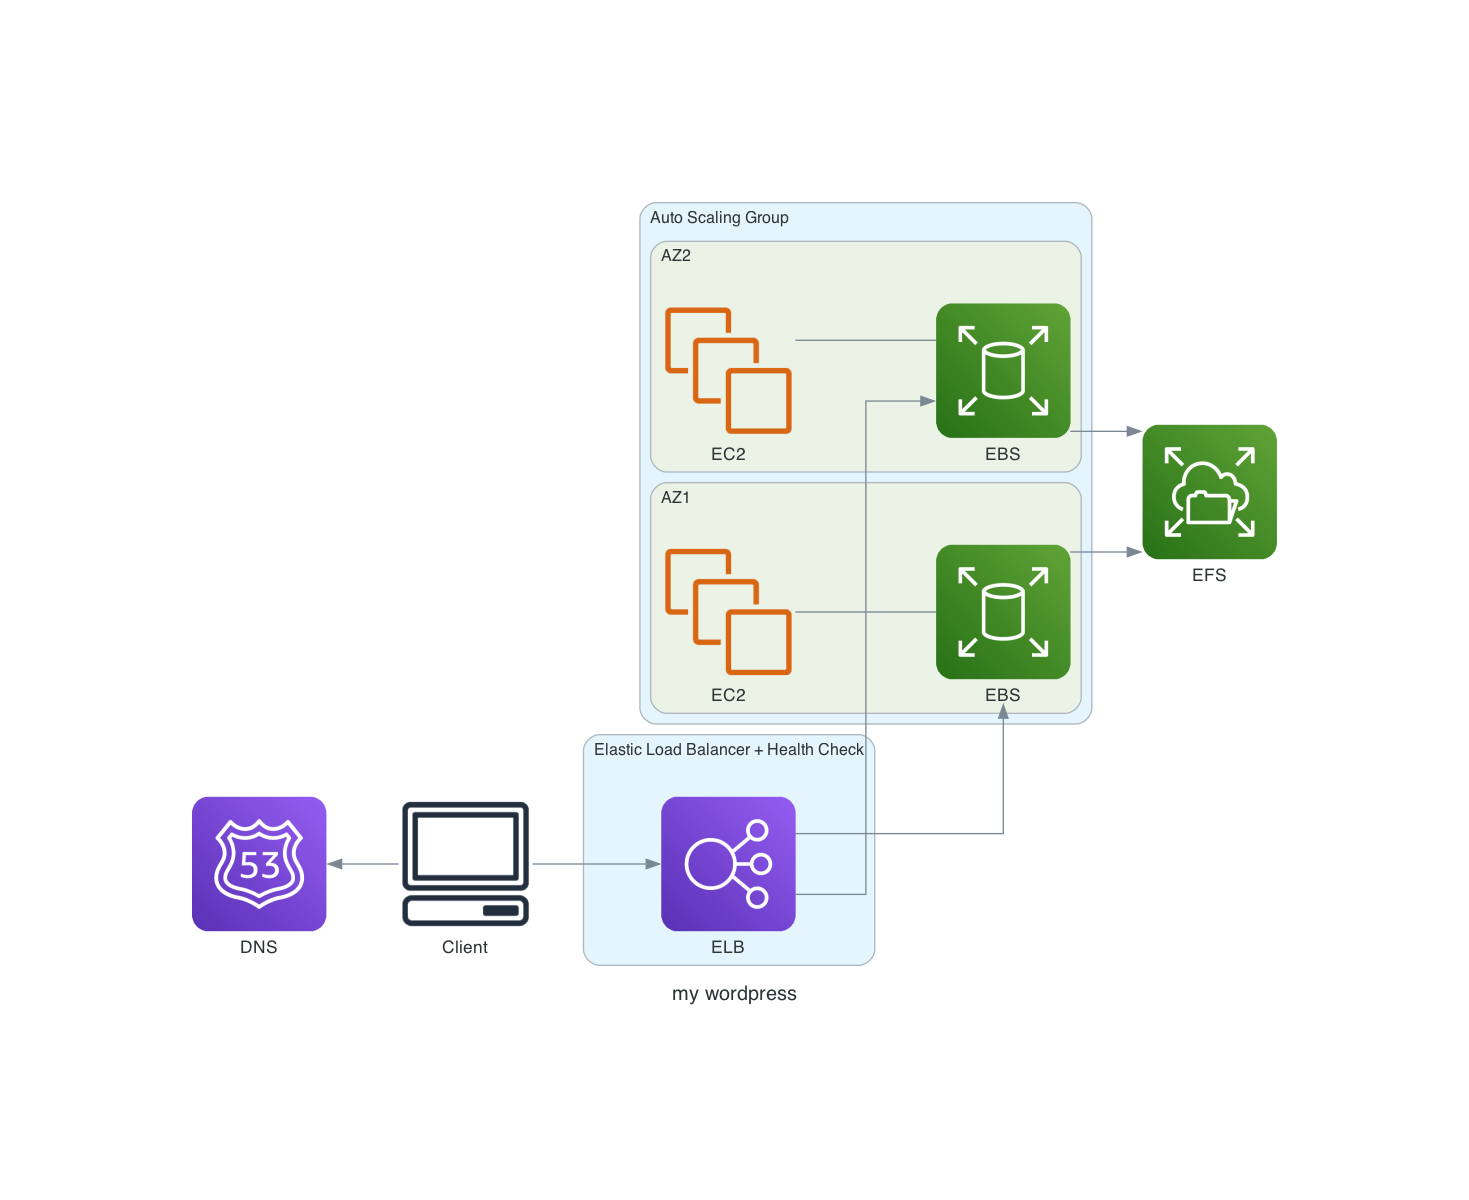 Auto Scaling Group
AZ2
EC2
EBS
AZ1
EFS
EC2
EBS
Elastic Load Balancer + Health Check
53
DNS
Client
ELB
my wordpress